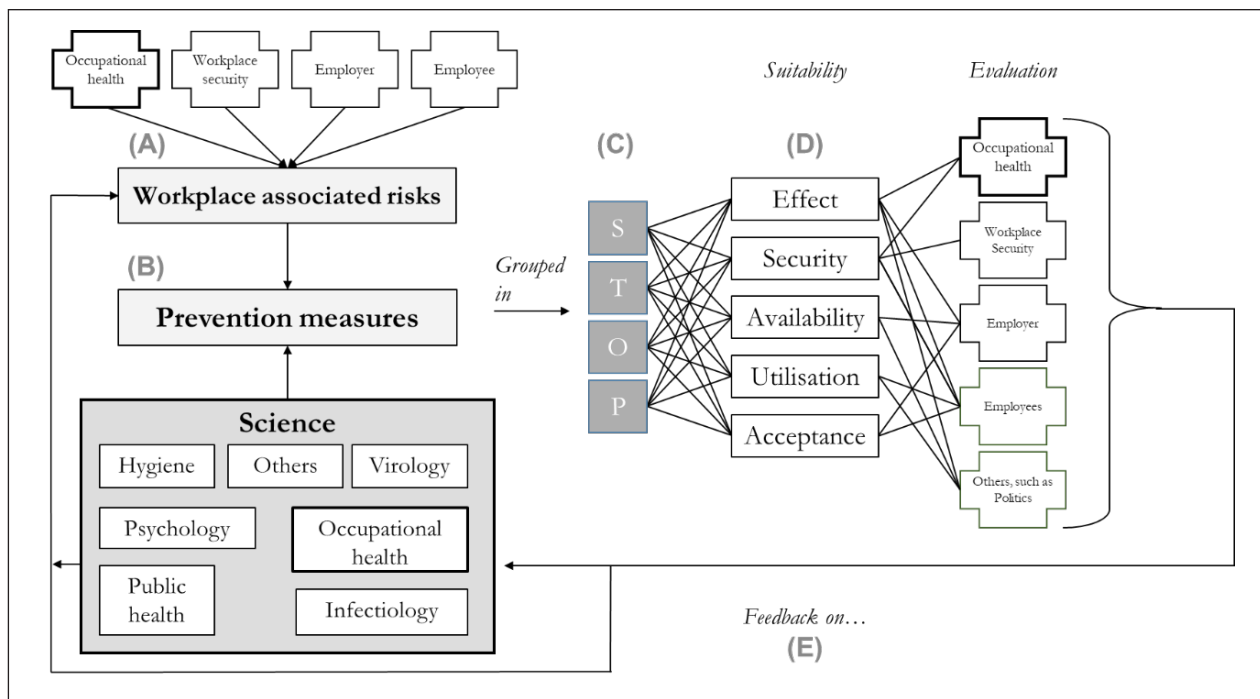 Occupational
health
Workplace
security
Employer
Employee
(A)
Workplace associated risks
(B)
Prevention measures
Science
Hygiene
Others
Virology
Psychology
Occupational
health
Public
health
Infectiology
Grouped
in
(C)
S
T
O
P
Suitability
(D)
Effect
Security
Availability
Utilisation
Acceptance
Evaluation
Occupational
health
Workplace
Security
Employer
Employees
Others, such as
Politics
Feedback on…
(E)